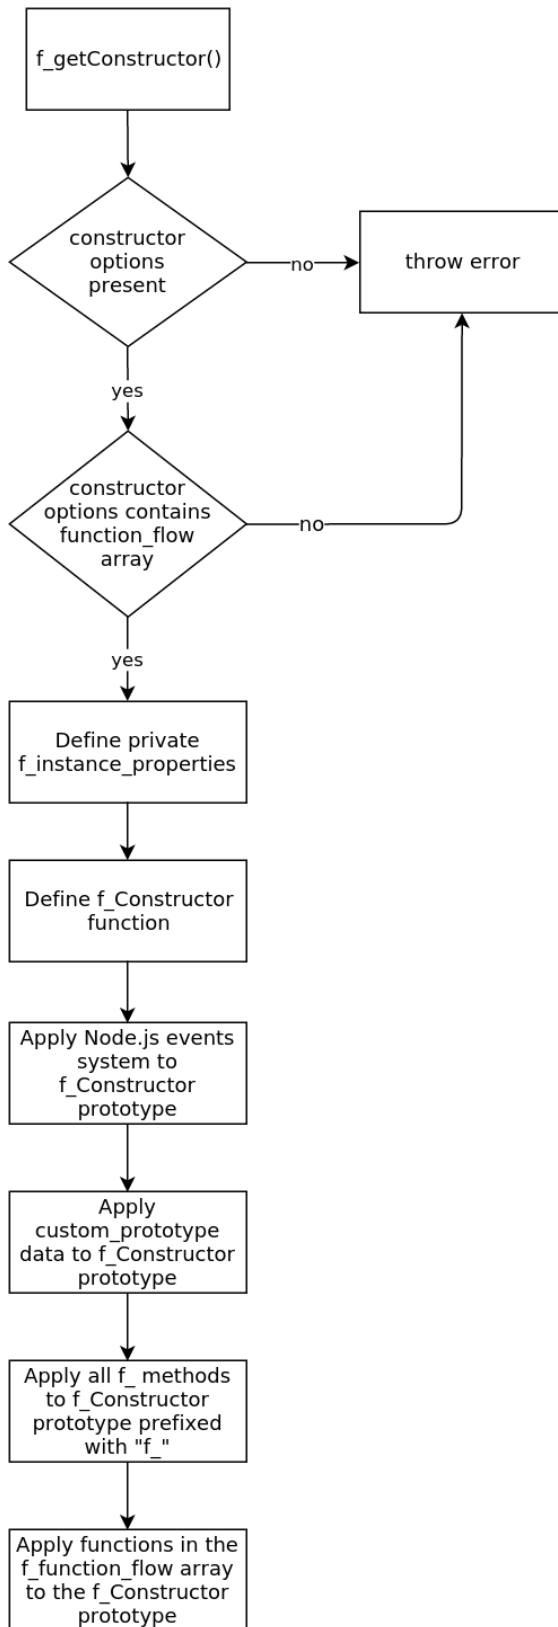 f_getConstructor()
constructor
options
present
no
throw error
yes
constructor
options contains
function_flow
array
no
yes
Define private
f_instance_properties
Define f_Constructor
function
Apply Node.js events
system to
f_Constructor
prototype
Apply
custom_prototype
data to f_Constructor
prototype
Apply all f_ methods
to f_Constructor
prototype prefixed
with "f_"
Apply functions in the
f_function_flow array
to the f_Constructor
prototype